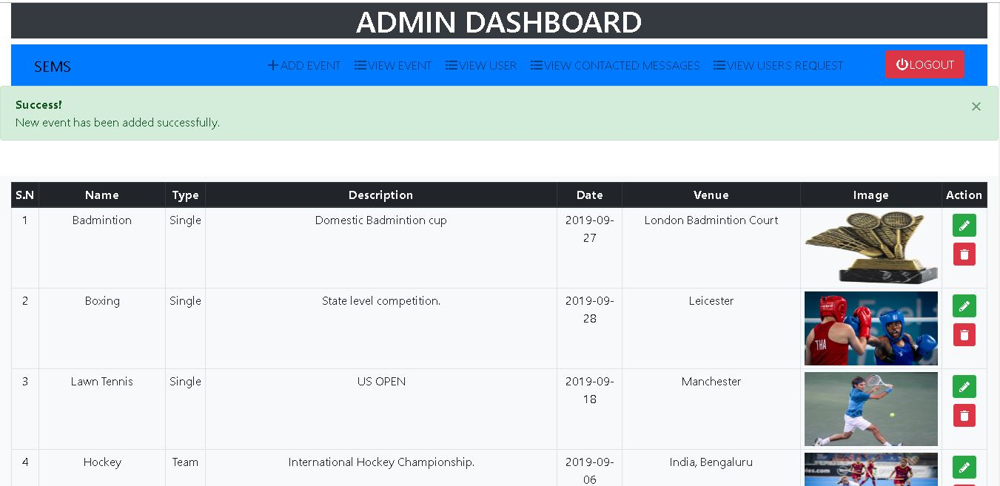 ADMIN DASHBOARD
SEMS ADD EVENT VIEW EVENT VIEW USER VIEW CONTACTED MESSAGES VIEW USERS REQUEST LOGOUT
Success! ×
New event has been added successfully.
S.N Name Type Description Date Venue Image Action
1 Badmintion Single Domestic Badmintion cup 2019-09-
27
London Badmintion Court
2 Boxing Single State level competition. 2019-09-
28
Leicester
THA
3 Lawn Tennis Single US OPEN 2019-09-
18
Manchester
4 Hockey Team International Hockey Championship. 2019-09-
06
India, Bengaluru